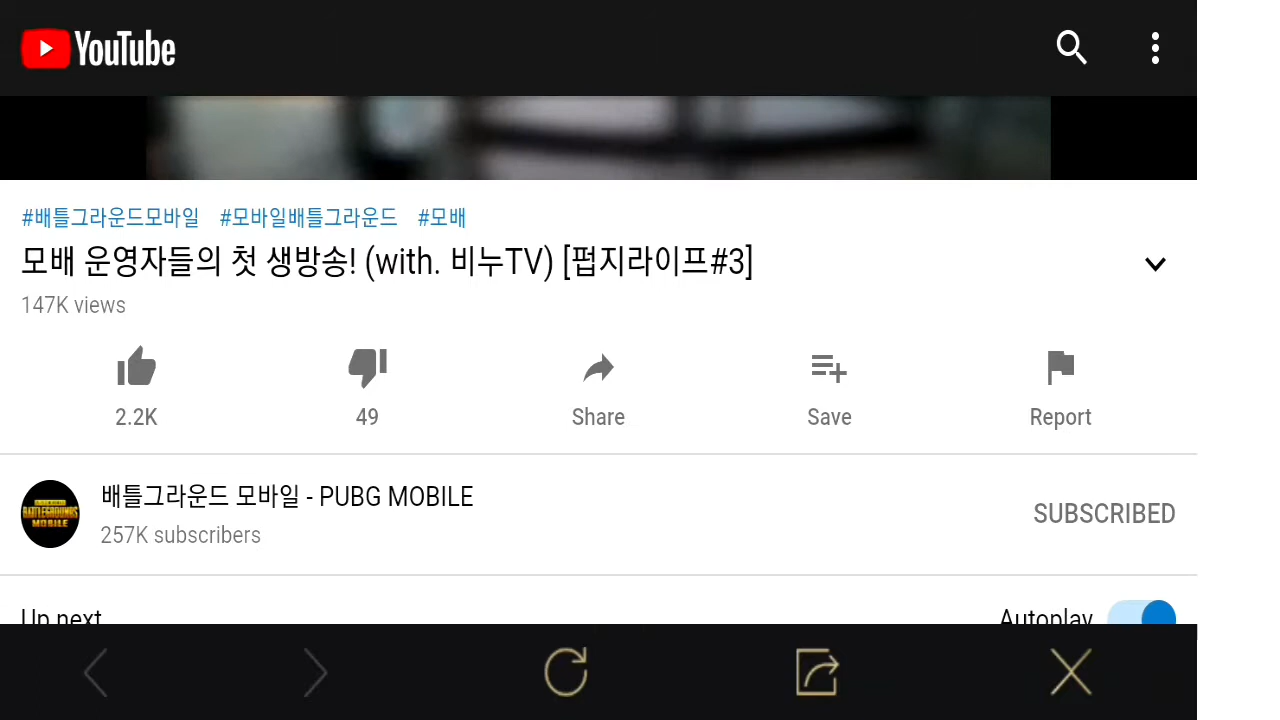 YouTube
#배틀그라운드모바일 #모바일배틀그라운드 #모배
모배 운영자들의 첫 생방송! (with. 비누TV) [펍지라이프#3]
147K views
2.2K 49 Share Save Report
배틀그라운드 모바일 - PUBG MOBILE
257K subscribers
SUBSCRIBED
Up next Autoplay
BATTLEGROUNDS
MOBILE